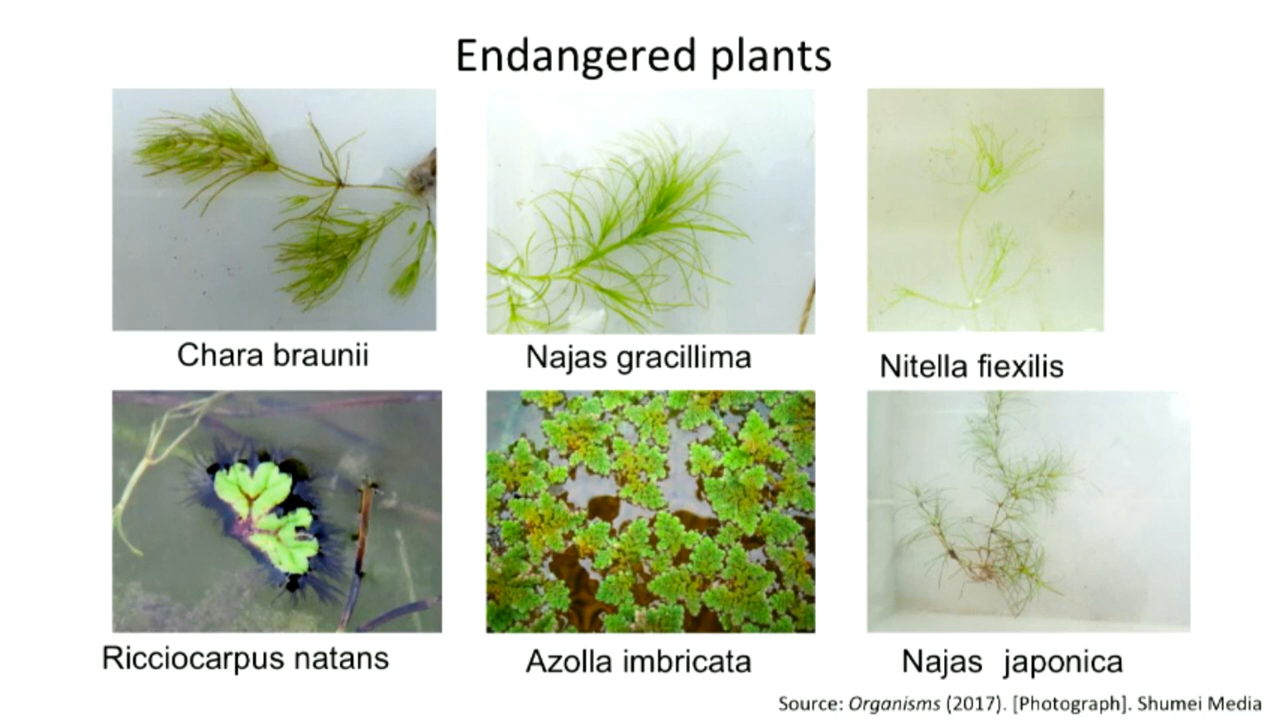 Endangered plants
Chara braunii
Najas gracillima
Nitella fiexilis
Ricciocarpus natans
Azolla imbricata
Najas japonica
Source: Organisms (2017). [Photograph]. Shumei Media